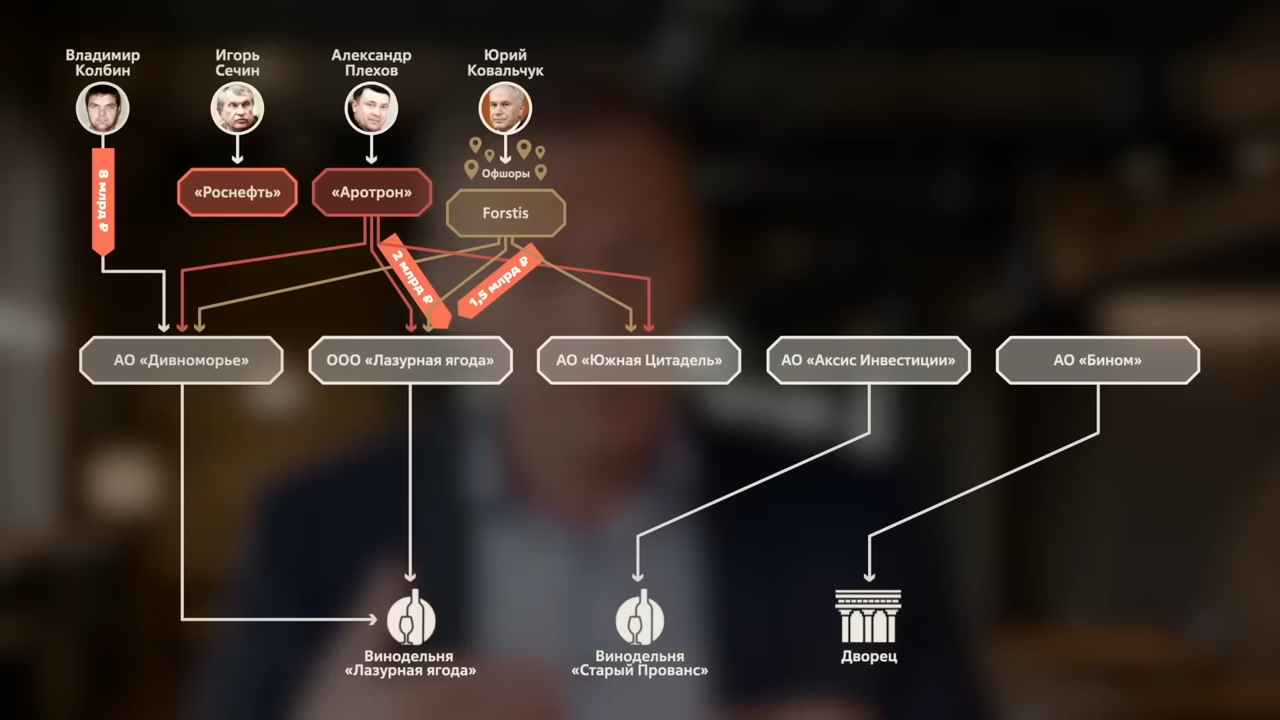 Владимир
Колбин
Игорь
Сечин
Александр
Плехов
Юрий
Ковальчук
Офшоры
8 млрд ₽
«Роснефть»
«Аротрон»
Forstis
2 млрд ₽
1,5 млрд ₽
АО «Дивноморье»
ООО «Лазурная ягода»
АО «Южная Цитадель»
АО «Аксис Инвестиции»
АО «Бином»
Винодельня
«Лазурная ягода»
Винодельня
«Старый Прованс»
Дворец